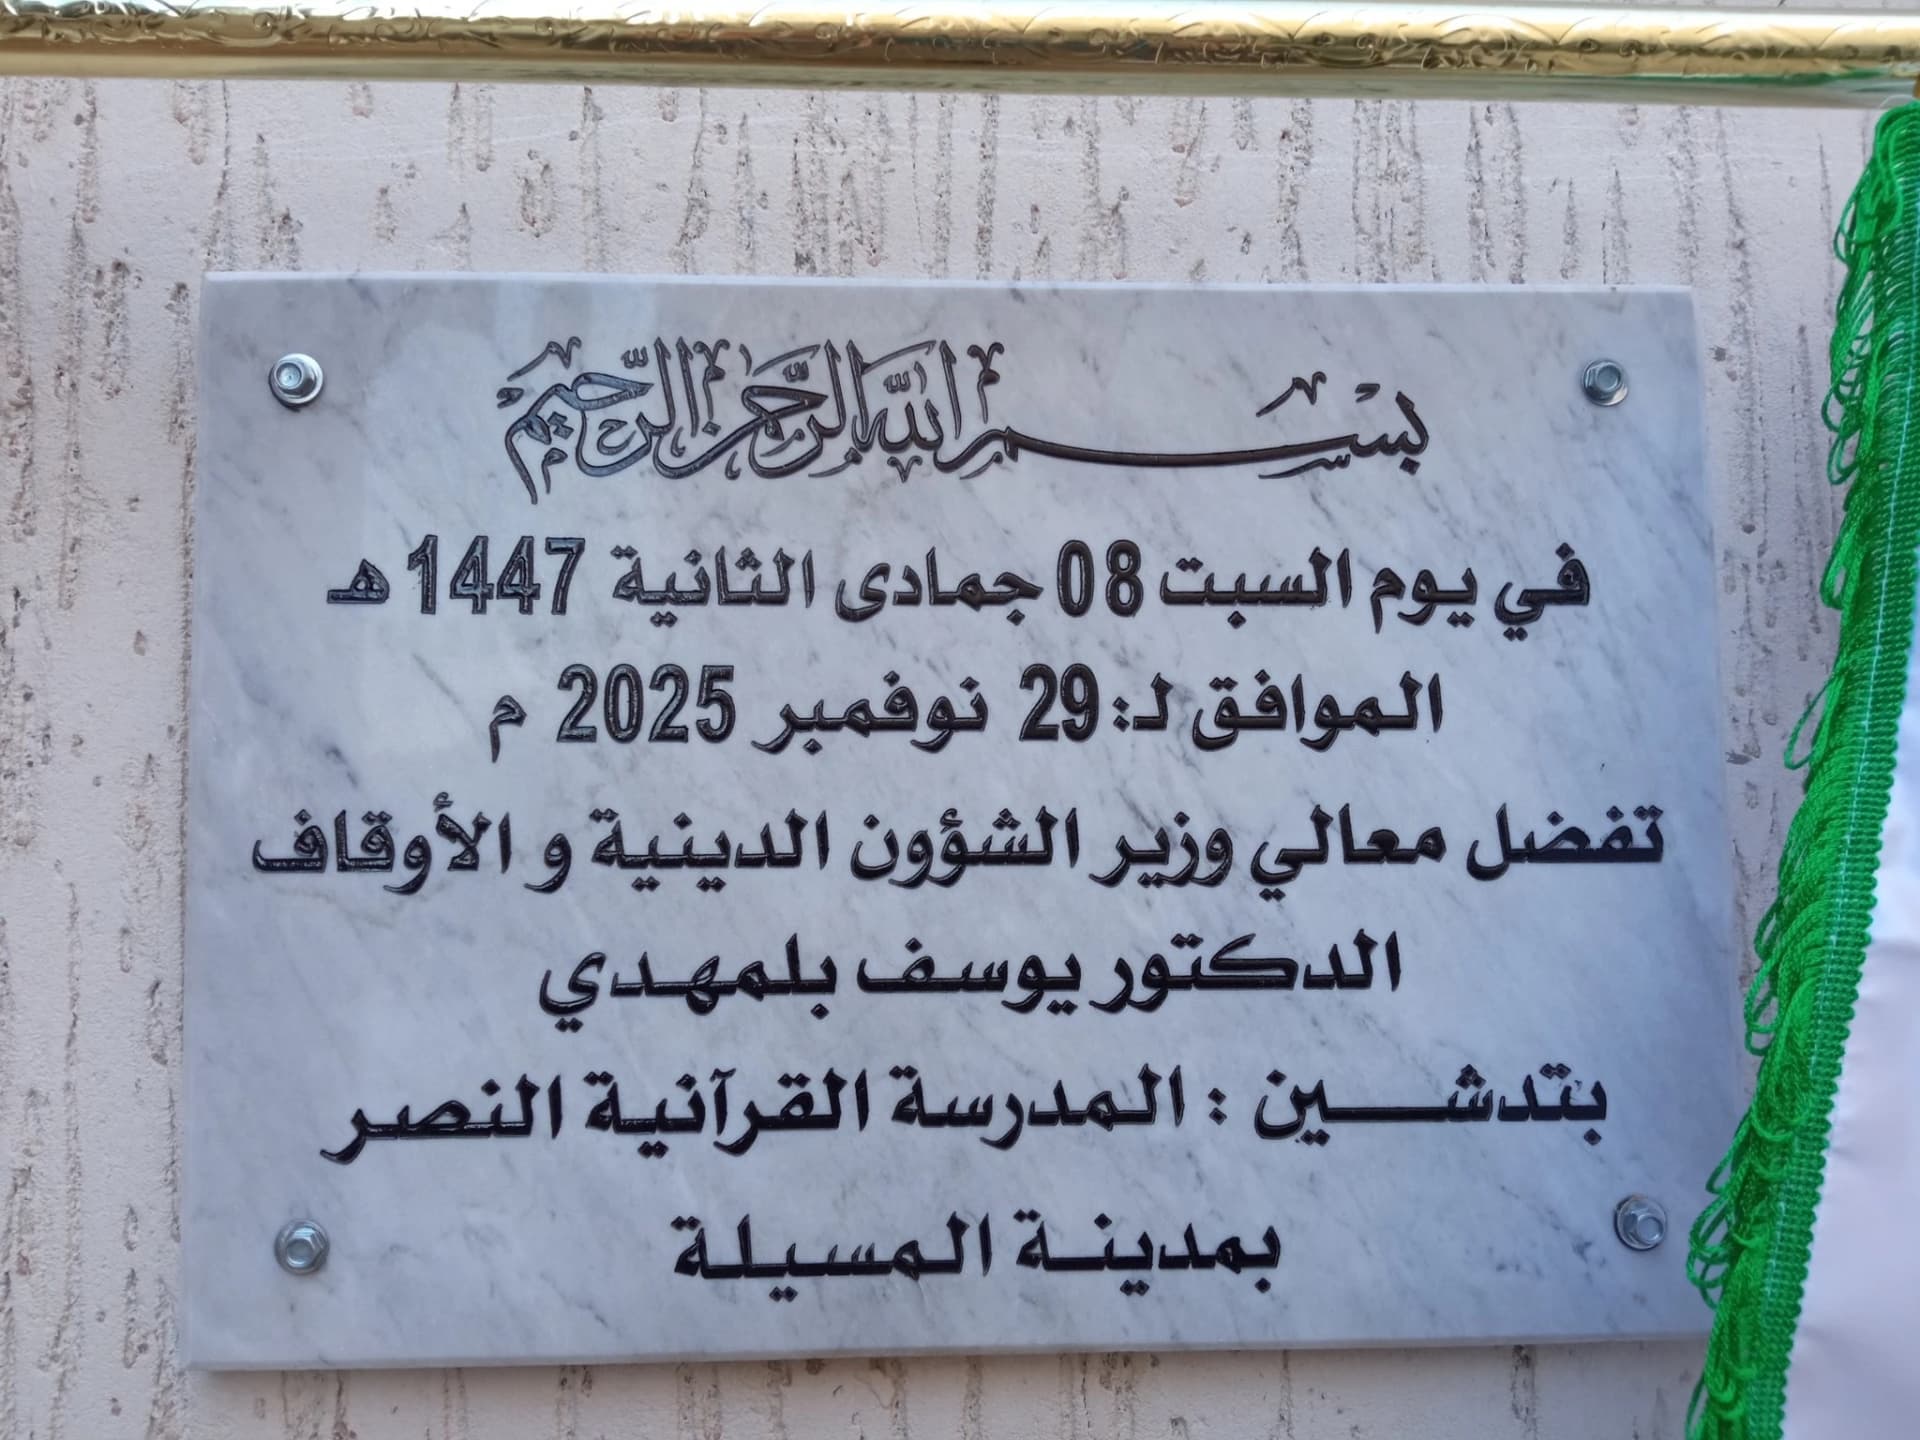 بسم الله الرحمن الرحيم
في يوم السبت 08 جمادى الثانية 1447 هـ
الموافق لـ: 29 نوفمبر 2025 م
تفضل معالي وزير الشؤون الدينية و الأوقاف
الدكتور يوسف بلمهدي
بتدشــــين : المدرسة القرآنية النصر
بمدينـة المسيلة